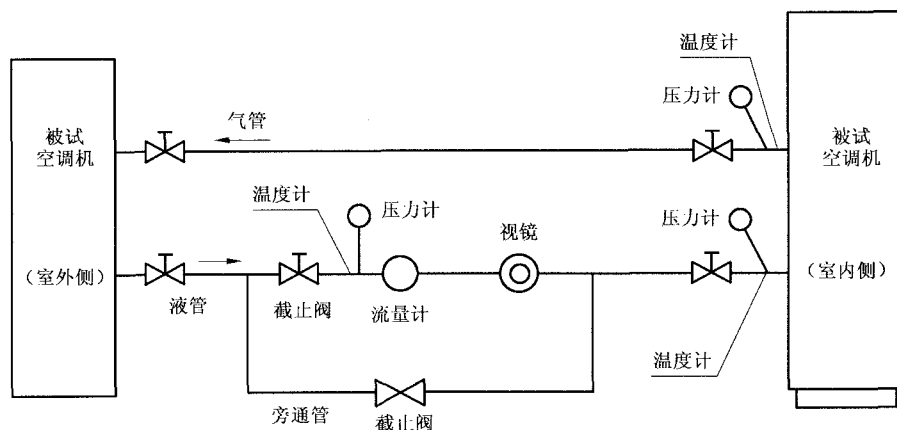 温度计
压力计
被试
空调机
气管
被试
空调机
温度计
压力计
视镜
压力计
（室外侧）
（室内侧）
液管
截止阀
流量计
温度计
旁通管
截止阀